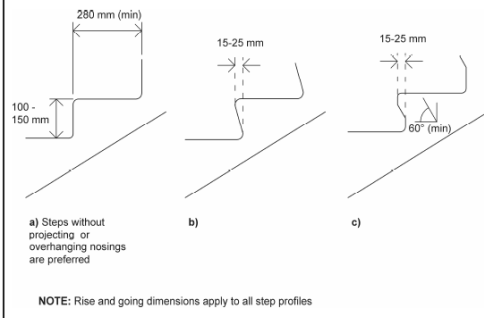 280 mm (min)
15-25 mm
15-25 mm
100 -
150 mm
60° (min)
a) Steps without
projecting or
overhanging nosings
are preferred
b)
c)
NOTE: Rise and going dimensions apply to all step profiles